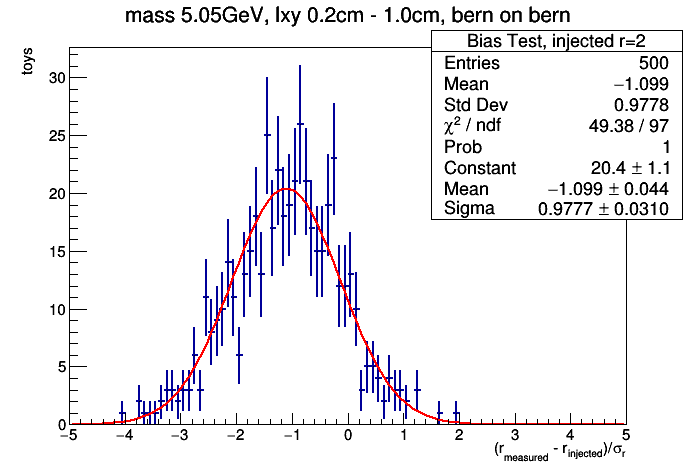 mass 5.05GeV, lxy 0.2cm - 1.0cm, bern on bern
Bias Test, injected r=2
Entries 500
Mean −1.099
Std Dev 0.9778
χ² / ndf 49.38 / 97
Prob 1
Constant 20.4 ± 1.1
Mean −1.099 ± 0.044
Sigma 0.9777 ± 0.0310
toys
30
25
20
15
10
5
0
−5 −4 −3 −2 −1 0 1 2 3 4 5
(r_measured - r_injected)/σ_r